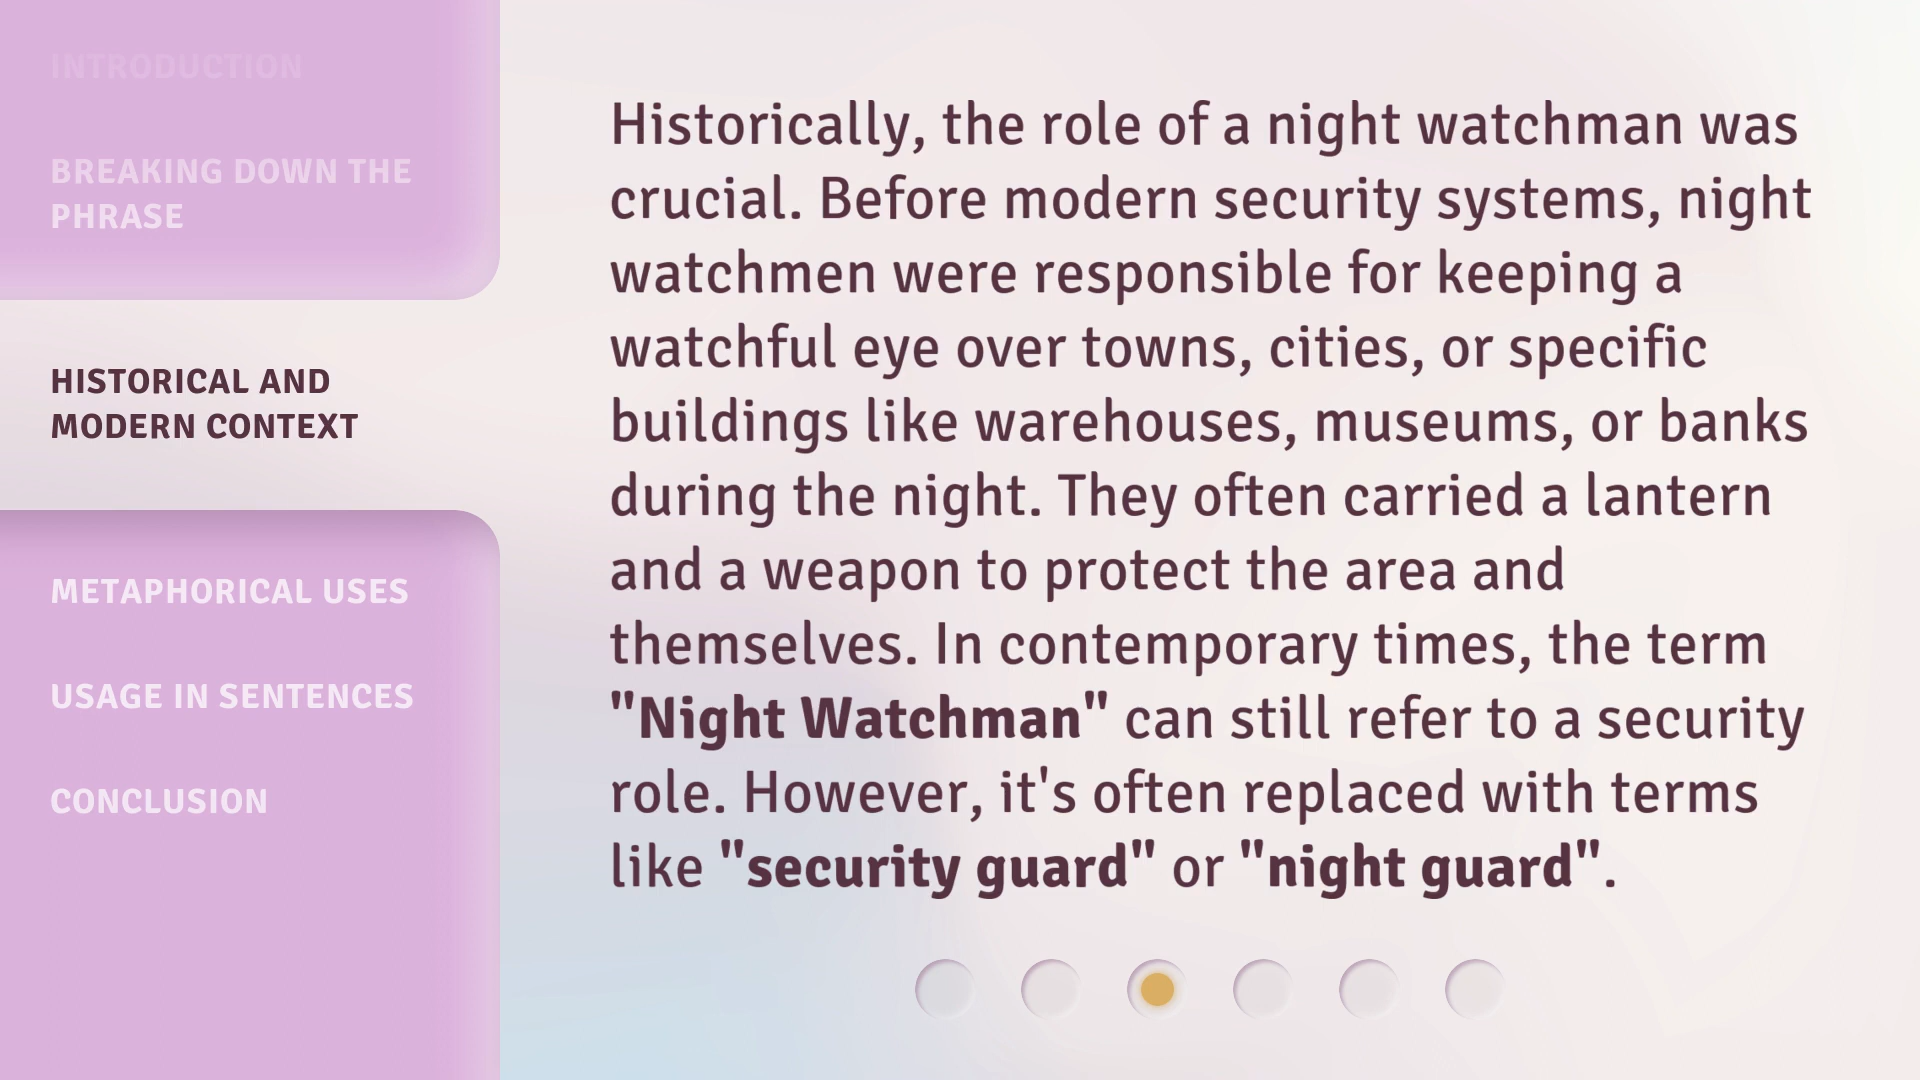 INTRODUCTION
BREAKING DOWN THE
PHRASE
HISTORICAL AND
MODERN CONTEXT
METAPHORICAL USES
USAGE IN SENTENCES
CONCLUSION
Historically, the role of a night watchman was
crucial. Before modern security systems, night
watchmen were responsible for keeping a
watchful eye over towns, cities, or specific
buildings like warehouses, museums, or banks
during the night. They often carried a lantern
and a weapon to protect the area and
themselves. In contemporary times, the term
"Night Watchman" can still refer to a security
role. However, it's often replaced with terms
like "security guard" or "night guard".